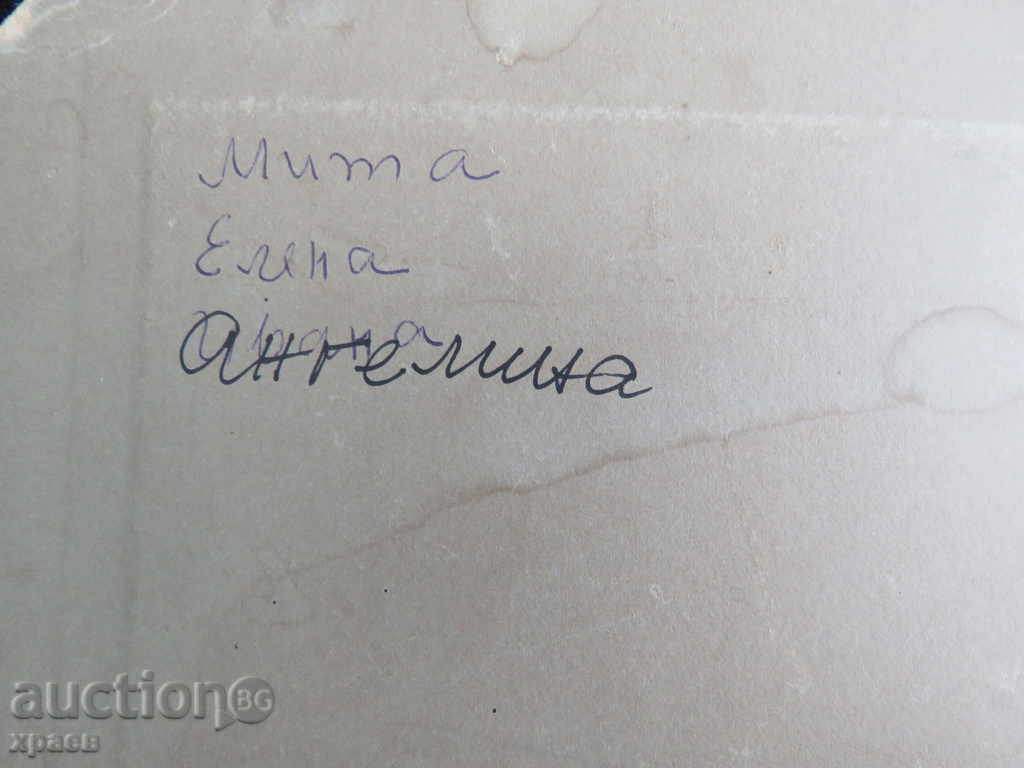 Мита
Елена
Ангелина
auction BG
храев